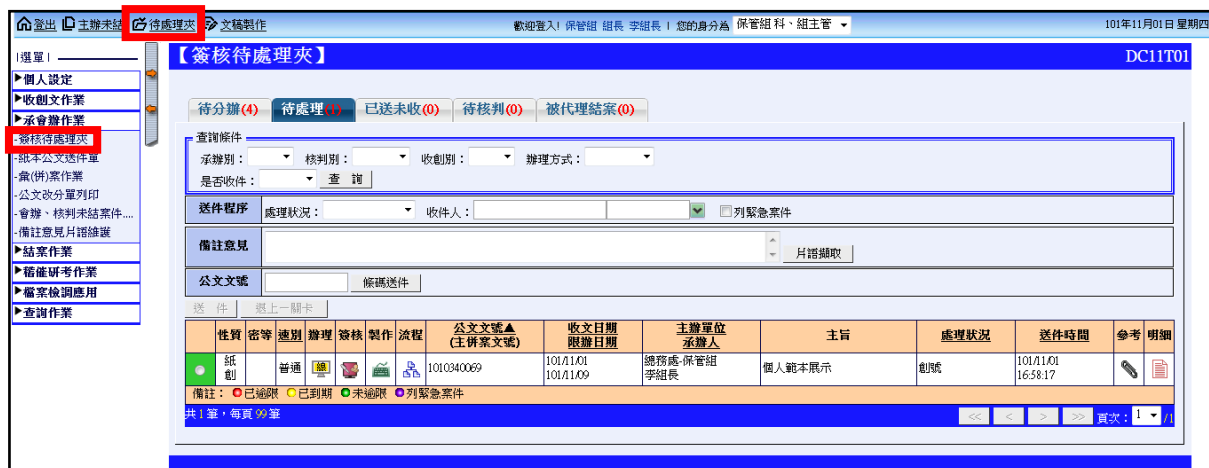 登出 主辦未結 待處理夾 文稿製作 歡迎登入! 保管組 組長 李組長 | 您的身分為 保管組 科、組主管 101年11月01日 星期四
|選單|
▶個人設定
▶收創文作業
▶承會辦作業
-簽核待處理夾
-紙本公文送件單
-彙(併)案作業
-公文改分單列印
-會辦、核判未結案件....
-備註意見片語維護
▶結案作業
▶稽催研考作業
▶檔案檢調應用
▶查詢作業
【簽核待處理夾】 DC11T01
待分辦(4) 待處理(1) 已送未收(0) 待核判(0) 被代理結案(0)
查詢條件
承辦別: 核判別: 收創別: 辦理方式:
是否收件: 查 詢
送件程序 處理狀況: 收件人: 列緊急案件
備註意見 片語擷取
公文文號 條碼送件
送 件 退上一關卡
性質 密等 速別 辦理 簽核 製作 流程 公文文號▲ (主併案文號) 收文日期 限辦日期 主辦單位 承辦人 主旨 處理狀況 送件時間 參考 明細
紙 創 普通 線 1010340069 101/11/01 101/11/09 總務處-保管組 李組長 個人範本展示 創號 101/11/01 16:58:17
備註: 已逾限 已到期 未逾限 列緊急案件
共1筆,每頁99筆 << < > >> 頁次: 1 /1